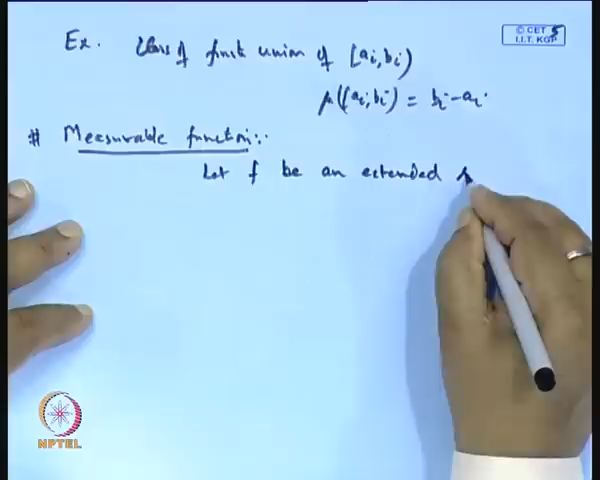 © CET 5
I.I.T. KGP
Ex. Class of finite union of [ai, bi)
μ([ai, bi) = bi - ai
# Measurable function:
Let f be an extended
NPTEL